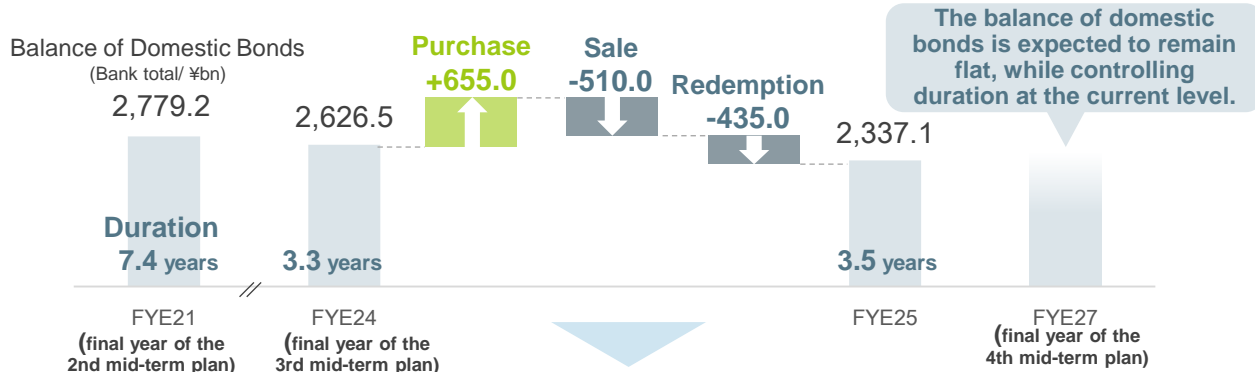 Balance of Domestic Bonds
(Bank total/ ¥bn)
2,779.2
2,626.5
Purchase
+655.0
Sale
-510.0
Redemption
-435.0
2,337.1
The balance of domestic
bonds is expected to remain
flat, while controlling
duration at the current level.
Duration
7.4 years
3.3 years
3.5 years
FYE21
(final year of the
2nd mid-term plan)
FYE24
(final year of the
3rd mid-term plan)
FYE25
FYE27
(final year of the
4th mid-term plan)